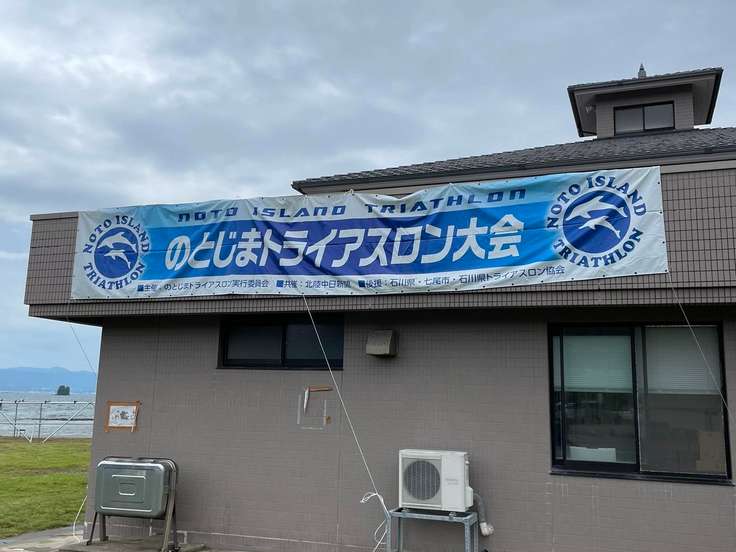 NOTO ISLAND TRIATHLON
のとじまトライアスロン大会
■主催:のとじまトライアスロン実行委員会 ■共催:北陸中日新聞 ■後援:石川県・七尾市・石川県トライアスロン協会
NOTO ISLAND
TRIATHLON
NOTO ISLAND
TRIATHLON